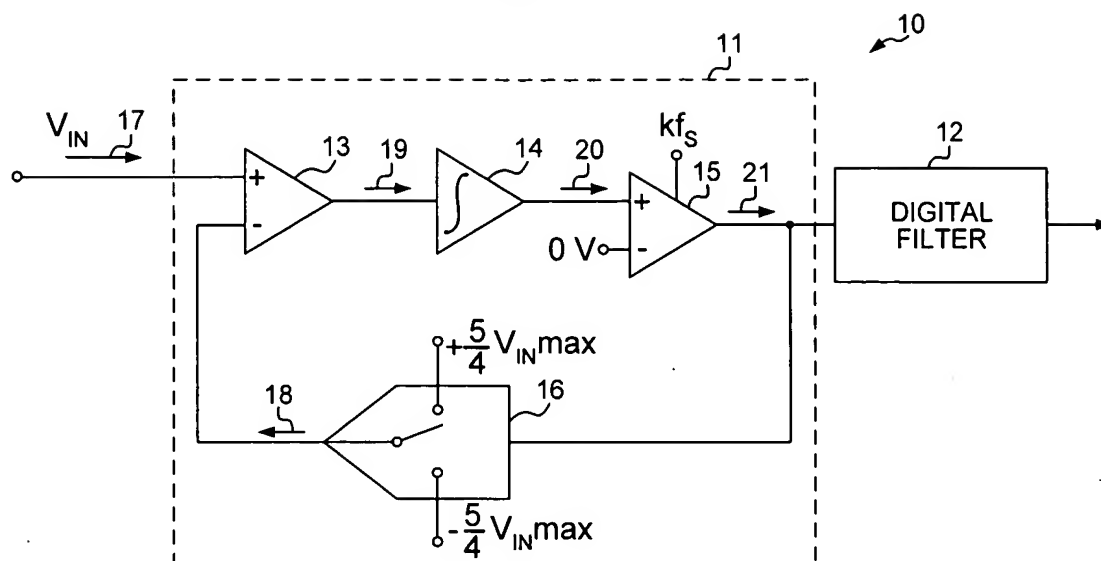 10
11
V_IN 17
13
19
14
20
kf_S
15
21
12
+
-
∫
+
0 V
-
DIGITAL
FILTER
+5/4 V_IN max
18
16
-5/4 V_IN max